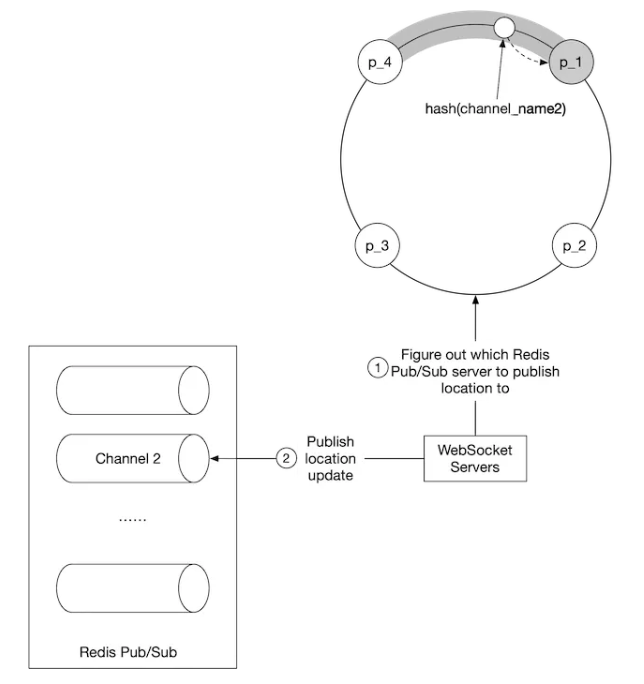 p_4
p_1
hash(channel_name2)
p_3
p_2
1
Figure out which Redis
Pub/Sub server to publish
location to
Channel 2
2
Publish
location
update
WebSocket
Servers
......
Redis Pub/Sub